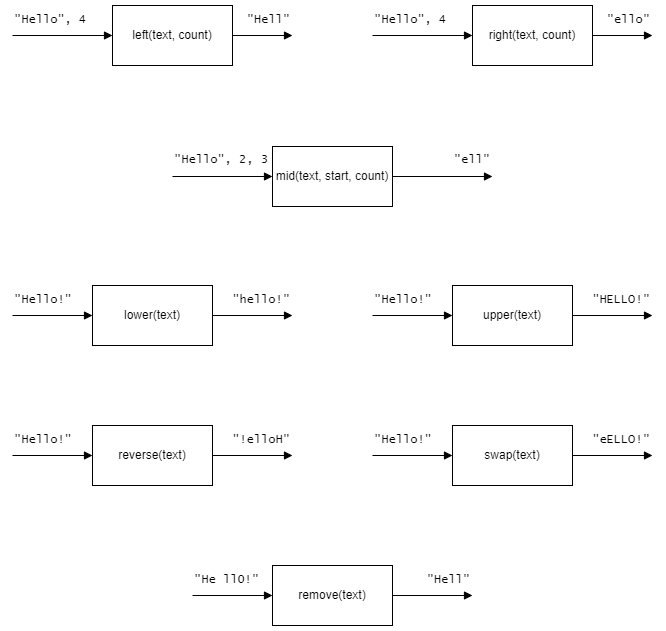 "Hello", 4
left(text, count)
"Hell"
"Hello", 4
right(text, count)
"ello"
"Hello", 2, 3
mid(text, start, count)
"ell"
"Hello!"
lower(text)
"hello!"
"Hello!"
upper(text)
"HELLO!"
"Hello!"
reverse(text)
"!elloH"
"Hello!"
swap(text)
"eELLO!"
"He llO!"
remove(text)
"Hell"